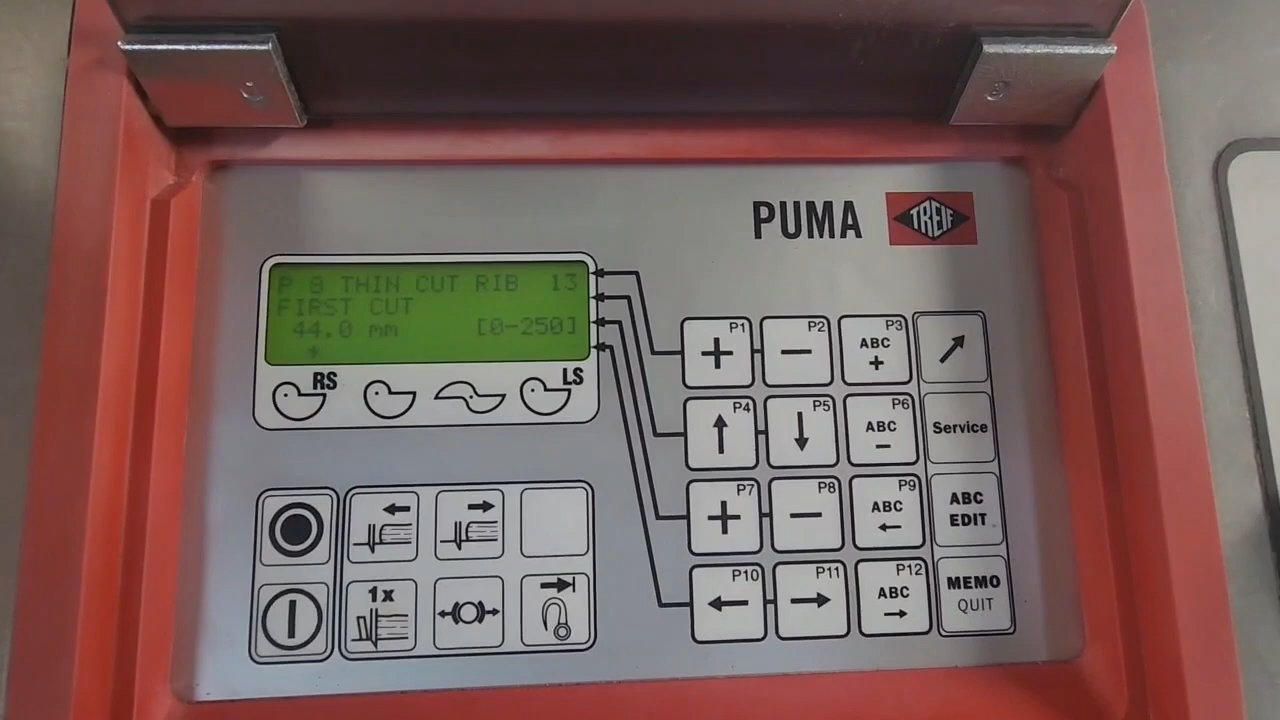 PUMA
TREIF
P 8 THIN CUT RIB 13
FIRST CUT
44.0 mm [0-250]
*
RS
LS
P1
+
P2
−
P3
ABC
+
P4
↑
P5
↓
P6
ABC
−
Service
P7
+
P8
−
P9
ABC
←
ABC
EDIT
P10
←
P11
→
P12
ABC
→
MEMO
QUIT
1x